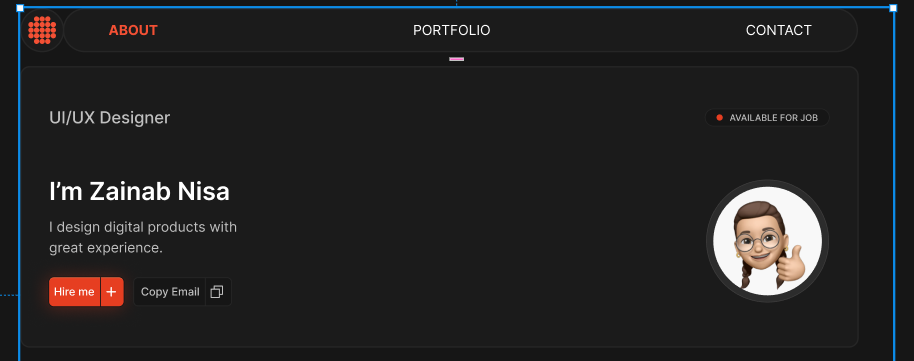 ABOUT
PORTFOLIO
CONTACT
UI/UX Designer
AVAILABLE FOR JOB
I’m Zainab Nisa
I design digital products with
great experience.
Hire me +
Copy Email